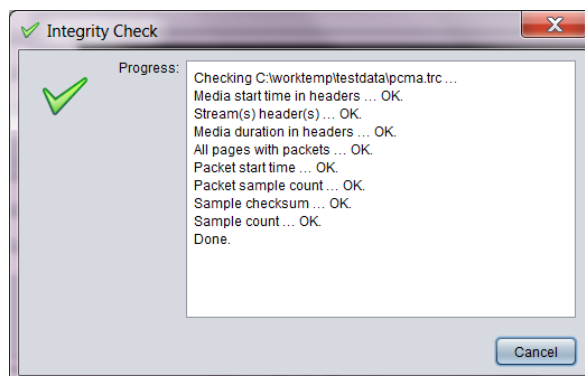 Integrity Check
Progress:
Checking C:\worktemp\testdata\pcma.trc ...
Media start time in headers ... OK.
Stream(s) header(s) ... OK.
Media duration in headers ... OK.
All pages with packets ... OK.
Packet start time ... OK.
Packet sample count ... OK.
Sample checksum ... OK.
Sample count ... OK.
Done.
Cancel